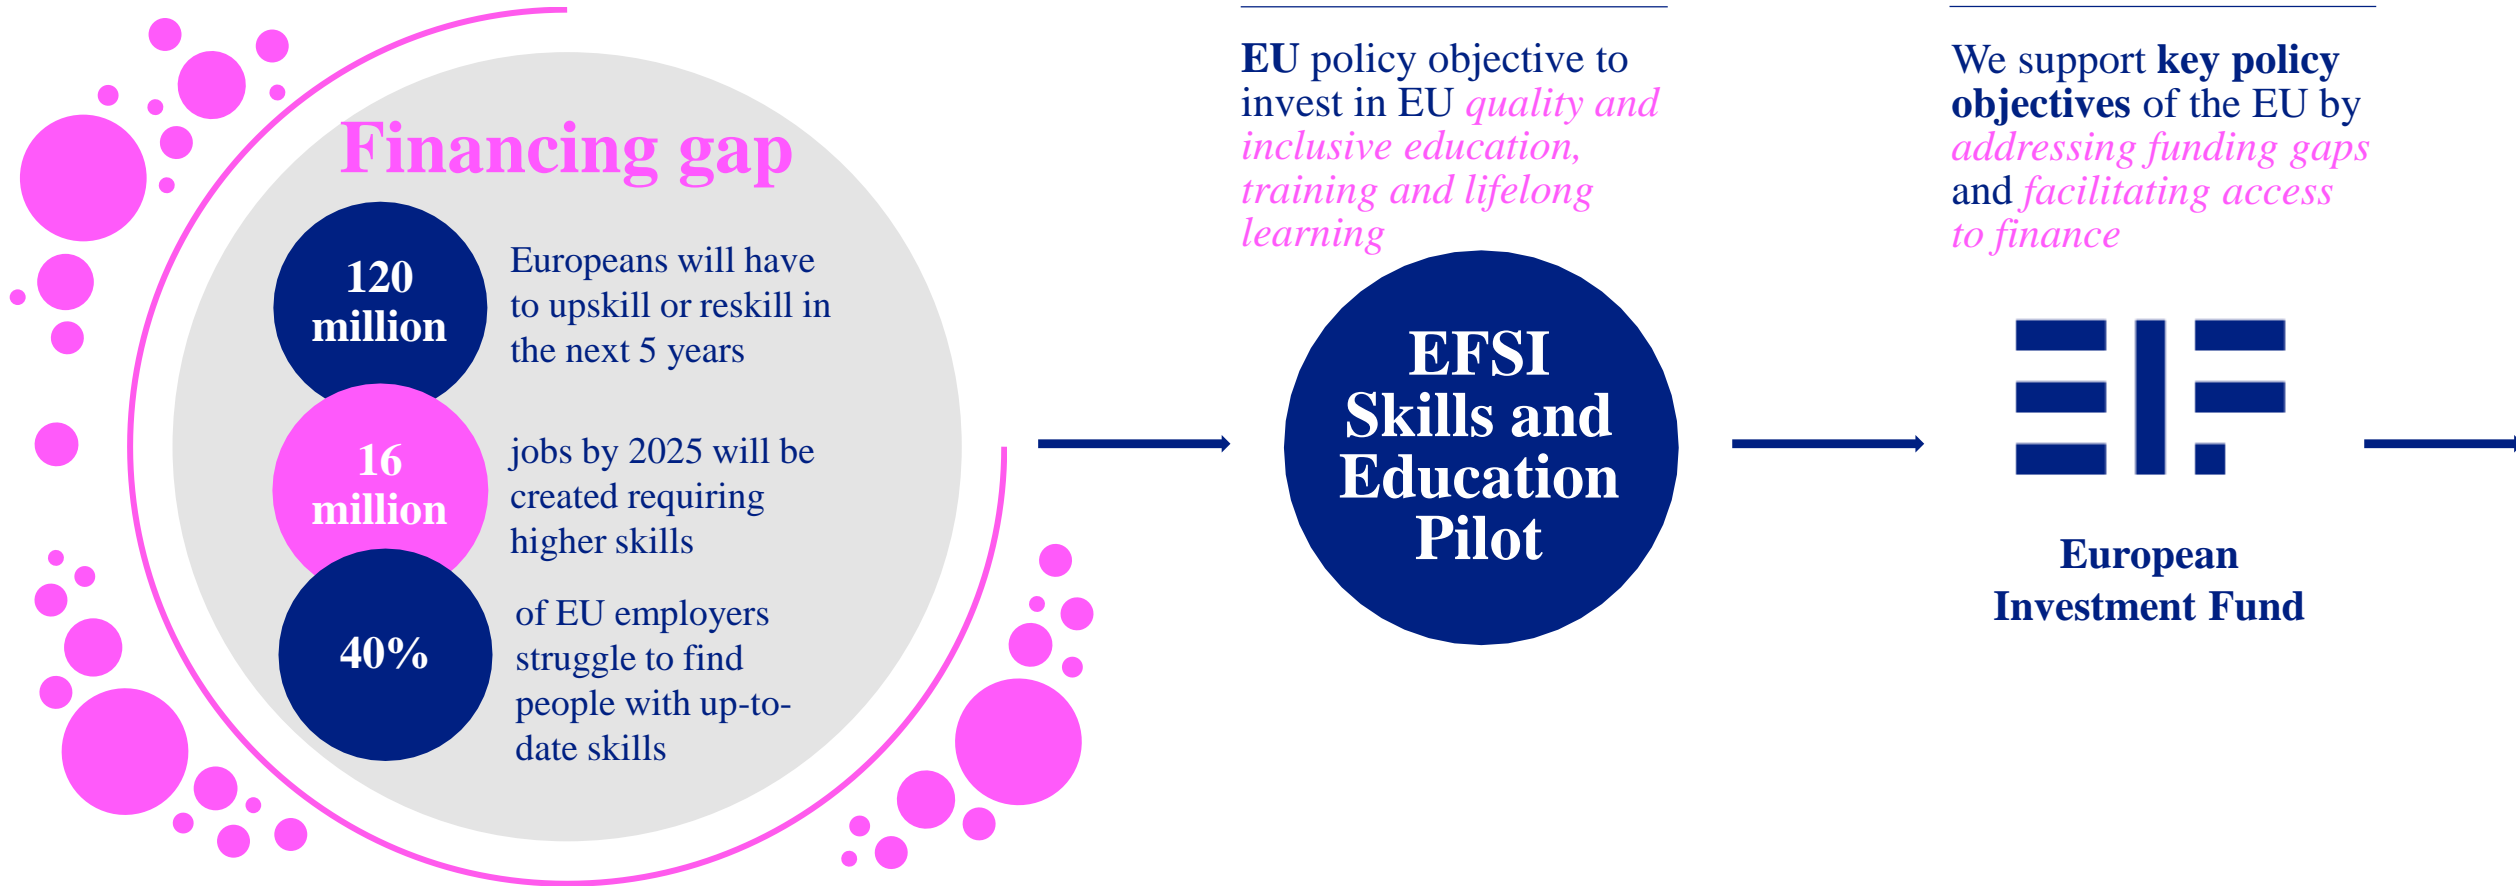 Financing gap
120
million
Europeans will have
to upskill or reskill in
the next 5 years
16
million
jobs by 2025 will be
created requiring
higher skills
40%
of EU employers
struggle to find
people with up-to-
date skills
EU policy objective to
invest in EU quality and
inclusive education,
training and lifelong
learning
EFSI
Skills and
Education
Pilot
We support key policy
objectives of the EU by
addressing funding gaps
and facilitating access
to finance
EIF
European
Investment Fund